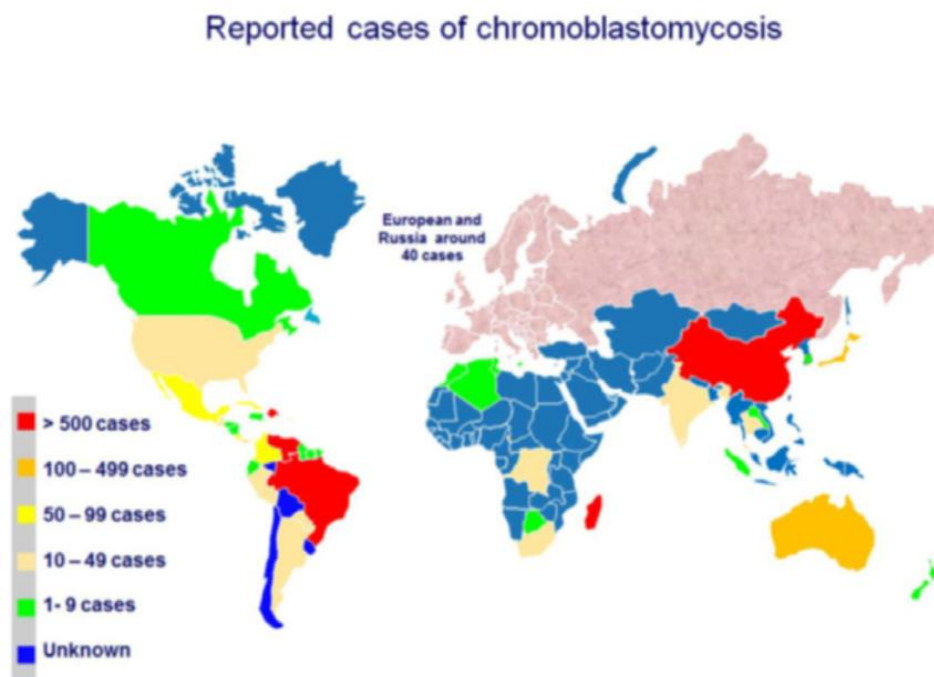 Reported cases of chromoblastomycosis
European and
Russia around
40 cases
> 500 cases
100 – 499 cases
50 – 99 cases
10 – 49 cases
1- 9 cases
Unknown